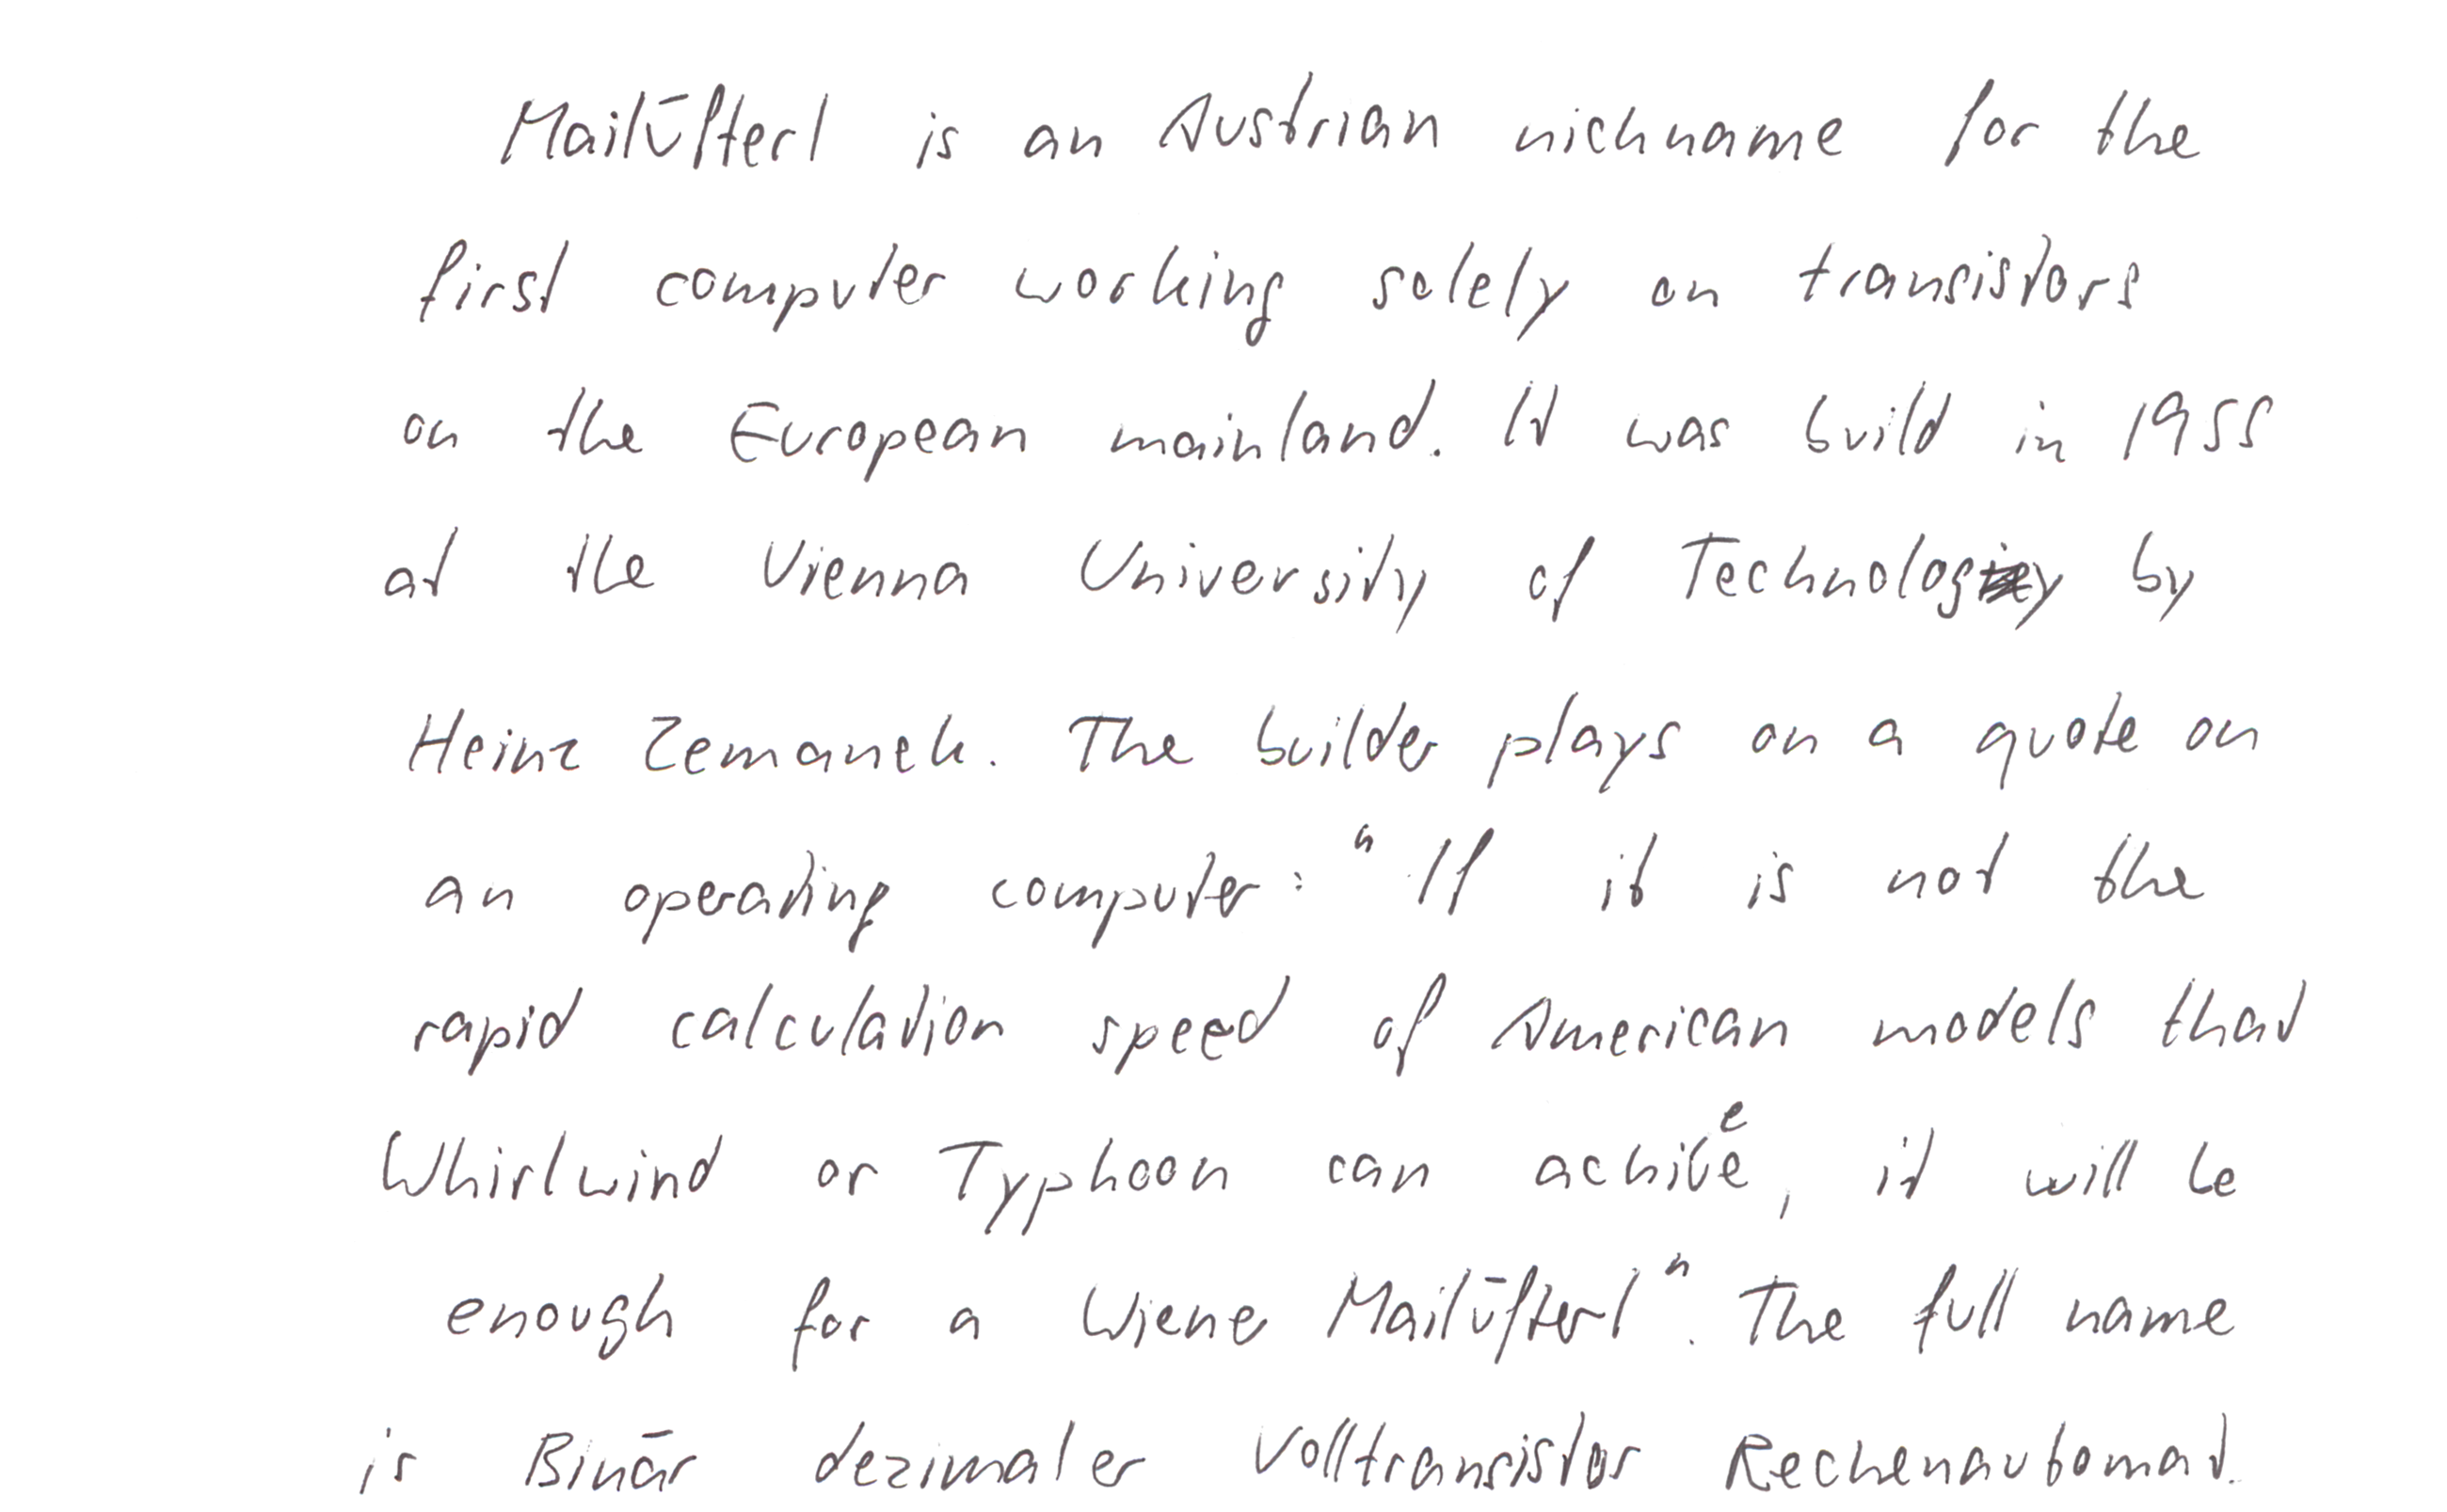 Mailüfterl is an Austrian nickname for the
first computer working solely on transistors
on the European mainland. It was build in 1955
at the Vienna University of Technology by
Heinz Zemanek. The builder plays on a quote on
an operating computer: "If it is not the
rapid calculation speed of American models that
Whirlwind or Typhoon can achieve, it will be
enough for a Wiener Mailüfterl". The full name
is Binär dezimaler Volltransistor Rechenautomat.